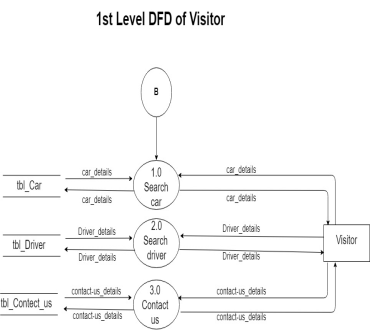 1st Level DFD of Visitor
B
car_details
1.0
Search
car
car_details
tbl_Car
car_details
car_details
Driver_details
2.0
Search
driver
Driver_details
tbl_Driver
Visitor
Driver_details
Driver_details
contact-us_details
3.0
Contact
us
contact-us_details
tbl_Contect_us
contact-us_details
contact-us_details